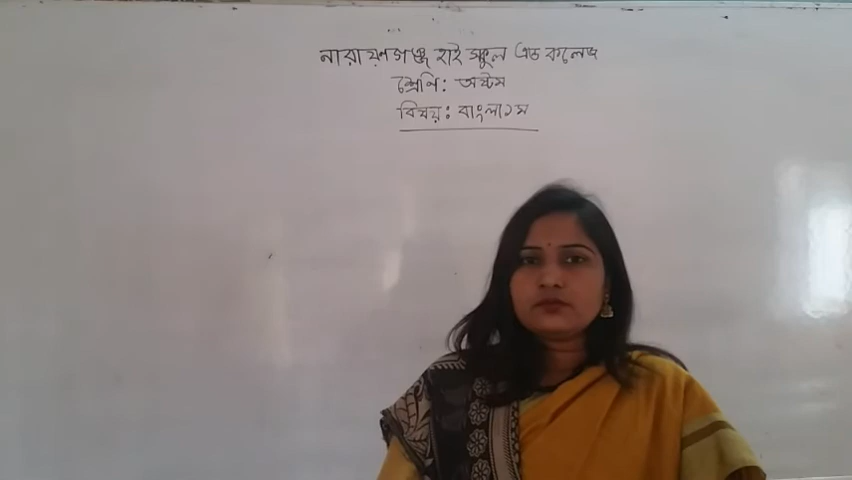 নারায়ণগঞ্জ হাই স্কুল এন্ড কলেজ
শ্রেণি: অষ্টম
বিষয়: বাংলা১ম